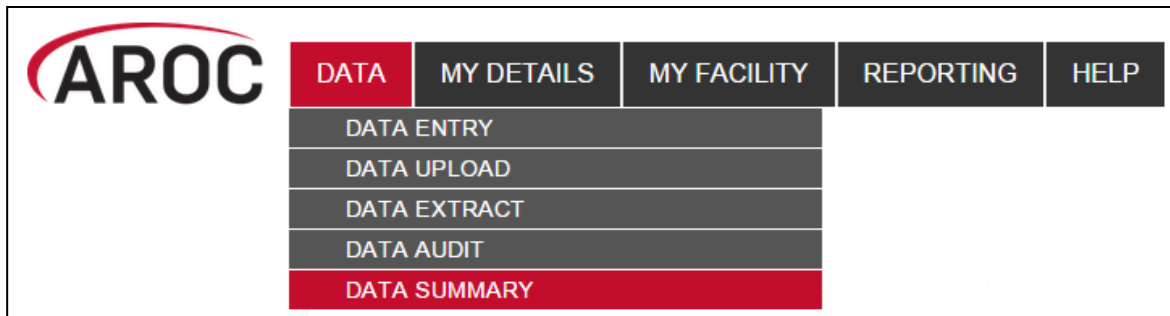 AROC DATA MY DETAILS MY FACILITY REPORTING HELP
DATA ENTRY
DATA UPLOAD
DATA EXTRACT
DATA AUDIT
DATA SUMMARY